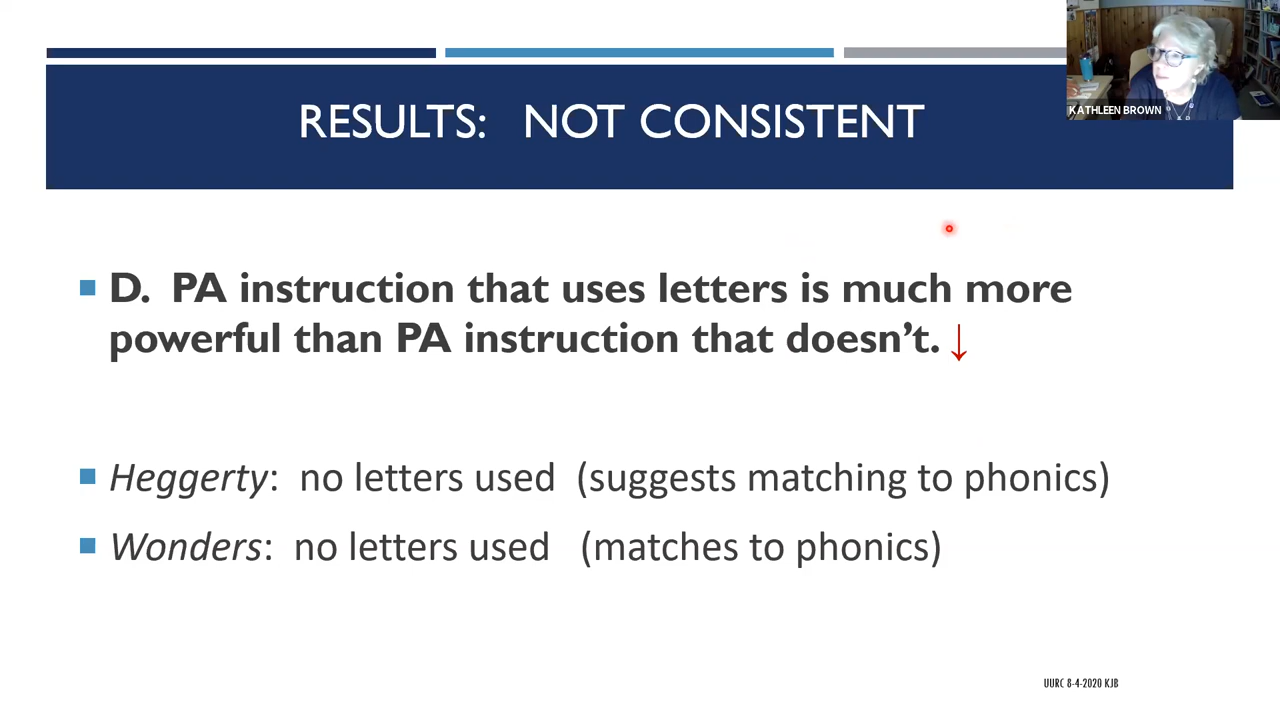 KATHLEEN BROWN
RESULTS: NOT CONSISTENT
D. PA instruction that uses letters is much more
powerful than PA instruction that doesn’t. ↓
Heggerty: no letters used (suggests matching to phonics)
Wonders: no letters used (matches to phonics)
UURC 8-4-2020 KJB